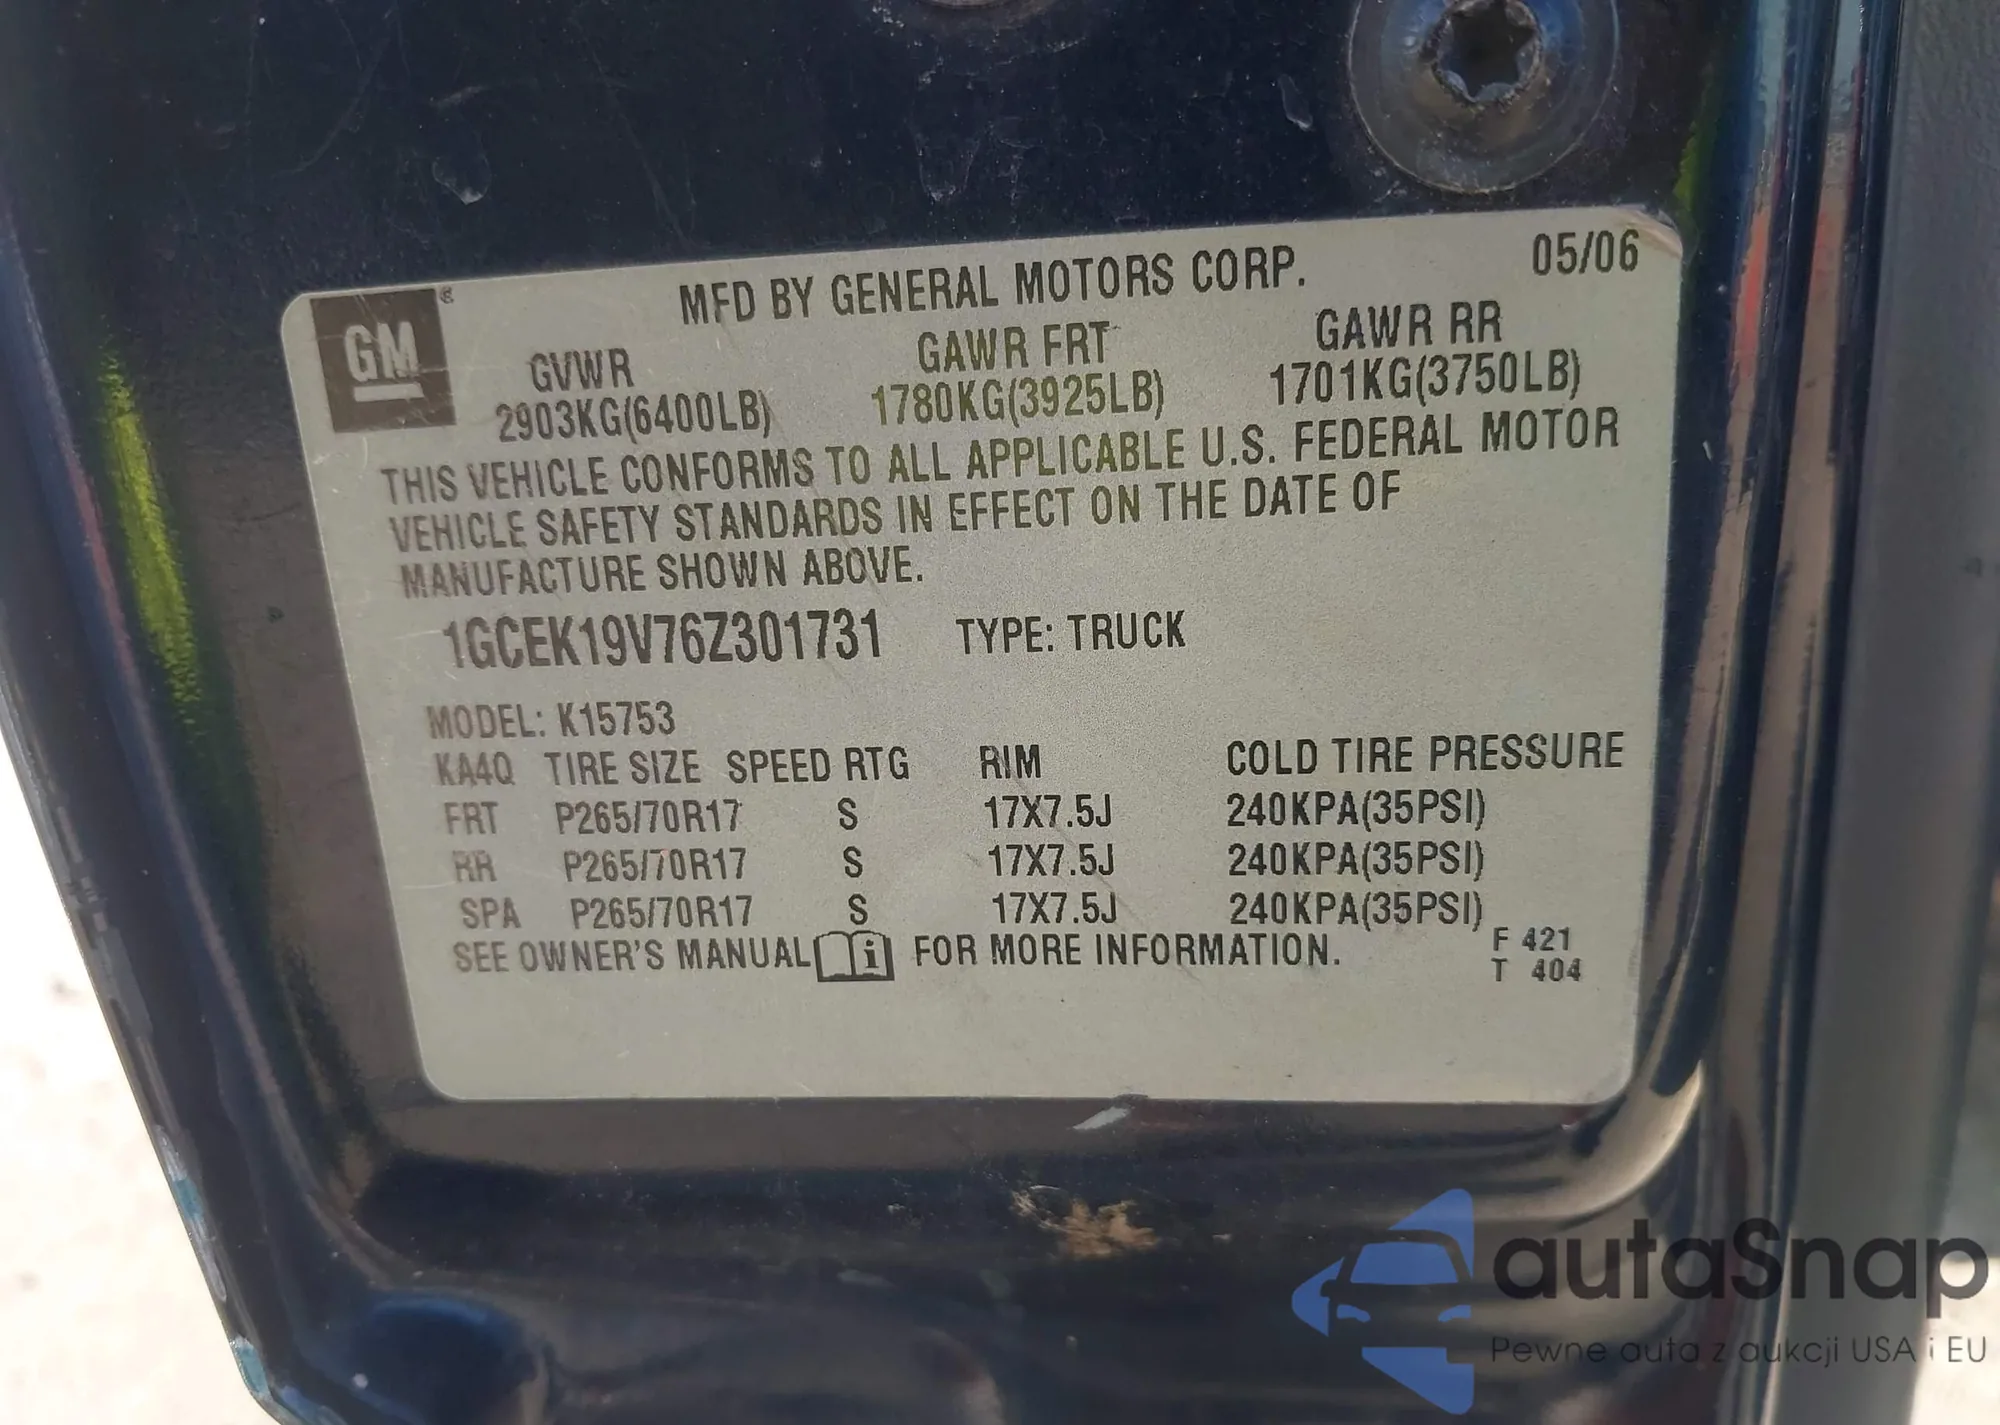 MFD BY GENERAL MOTORS CORP. 05/06
GM®
GVWR GAWR FRT GAWR RR
2903KG(6400LB) 1780KG(3925LB) 1701KG(3750LB)
THIS VEHICLE CONFORMS TO ALL APPLICABLE U.S. FEDERAL MOTOR
VEHICLE SAFETY STANDARDS IN EFFECT ON THE DATE OF
MANUFACTURE SHOWN ABOVE.
1GCEK19V76Z301731 TYPE: TRUCK
MODEL: K15753
KA4Q TIRE SIZE SPEED RTG RIM COLD TIRE PRESSURE
FRT P265/70R17 S 17X7.5J 240KPA(35PSI)
RR P265/70R17 S 17X7.5J 240KPA(35PSI)
SPA P265/70R17 S 17X7.5J 240KPA(35PSI)
SEE OWNER'S MANUAL i FOR MORE INFORMATION.
F 421
T 404
autaSnap
Pewne auta z aukcji USA i EU